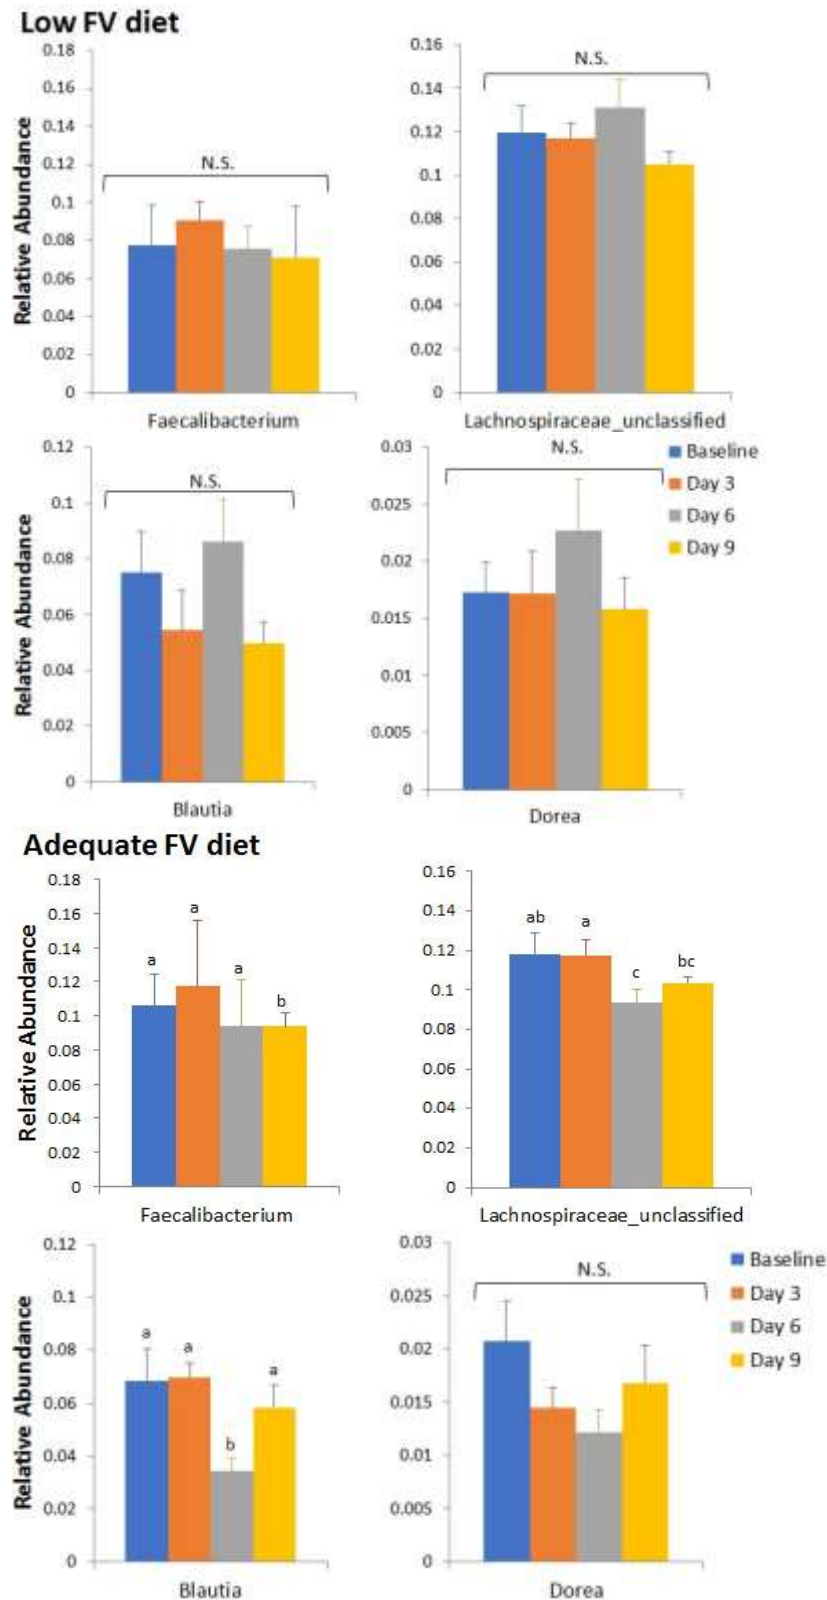 Low FV diet
Relative Abundance
0.18
0.16
0.14
0.12
0.1
0.08
0.06
0.04
0.02
0
N.S.
Faecalibacterium
0.16
0.14
0.12
0.1
0.08
0.06
0.04
0.02
0
N.S.
Lachnospiraceae_unclassified
Relative Abundance
0.12
0.1
0.08
0.06
0.04
0.02
0
N.S.
Blautia
0.03
0.025
0.02
0.015
0.01
0.005
0
N.S.
Dorea
Baseline
Day 3
Day 6
Day 9
Adequate FV diet
Relative Abundance
0.18
0.16
0.14
0.12
0.1
0.08
0.06
0.04
0.02
0
a
a
a
b
Faecalibacterium
0.16
0.14
0.12
0.1
0.08
0.06
0.04
0.02
0
ab
a
c
bc
Lachnospiraceae_unclassified
Relative Abundance
0.12
0.1
0.08
0.06
0.04
0.02
0
a
a
b
a
Blautia
0.03
0.025
0.02
0.015
0.01
0.005
0
N.S.
Dorea
Baseline
Day 3
Day 6
Day 9